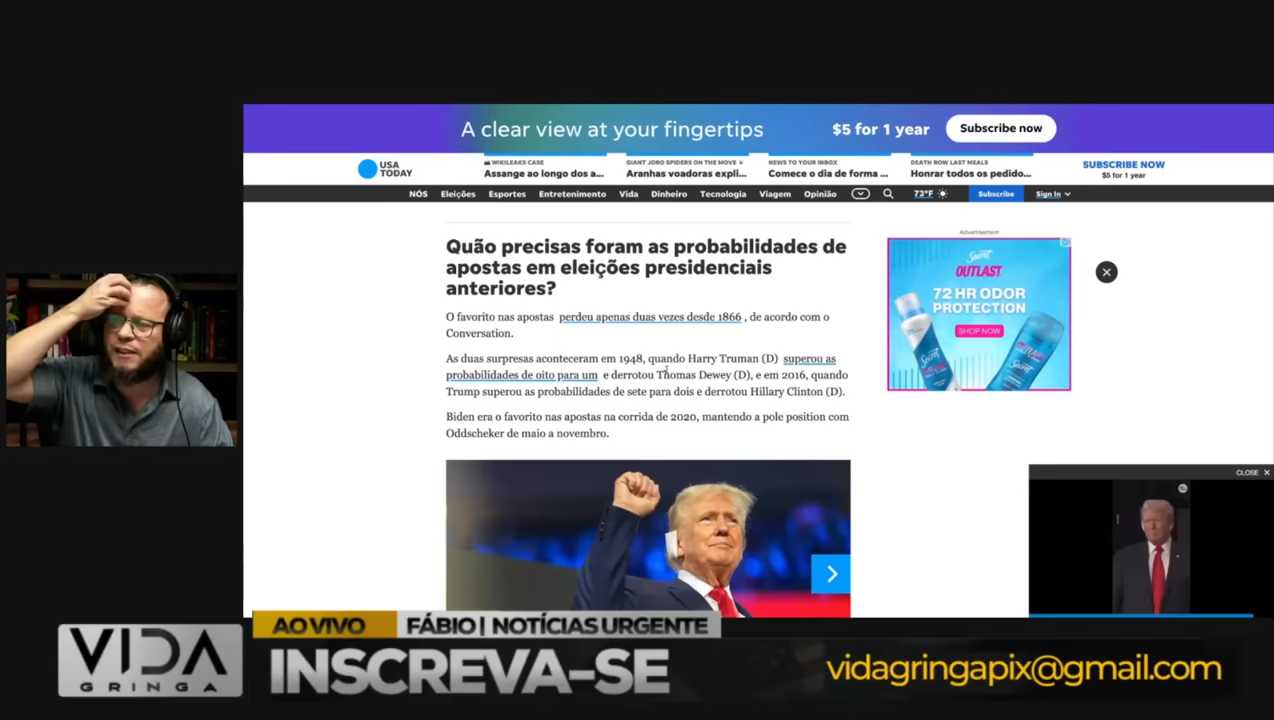 A clear view at your fingertips
$5 for 1 year
Subscribe now
USA
TODAY
WIKILEAKS CASE
Assange ao longo dos a...
GIANT JORO SPIDERS ON THE MOVE
Aranhas voadoras expli...
NEWS TO YOUR INBOX
Comece o dia de forma ...
DEATH ROW LAST MEALS
Honrar todos os pedido...
SUBSCRIBE NOW
$5 for 1 year
NÓS Eleições Esportes Entretenimento Vida Dinheiro Tecnologia Viagem Opinião 73°F Subscribe Sign In
Quão precisas foram as probabilidades de
apostas em eleições presidenciais
anteriores?
O favorito nas apostas perdeu apenas duas vezes desde 1866 , de acordo com o
Conversation.
As duas surpresas aconteceram em 1948, quando Harry Truman (D) superou as
probabilidades de oito para um e derrotou Thomas Dewey (D), e em 2016, quando
Trump superou as probabilidades de sete para dois e derrotou Hillary Clinton (D).
Biden era o favorito nas apostas na corrida de 2020, mantendo a pole position com
Oddscheker de maio a novembro.
Advertisement
Secret
OUTLAST
72 HR ODOR
PROTECTION
SHOP NOW
CLOSE X
AO VIVO
FÁBIO | NOTÍCIAS URGENTE
VIDA
GRINGA
INSCREVA-SE
vidagringapix@gmail.com